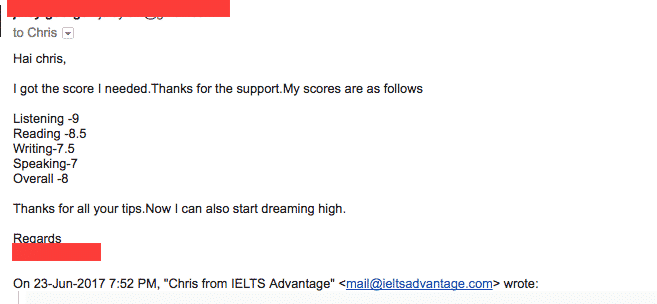 to Chris
Hai chris,
I got the score I needed.Thanks for the support.My scores are as follows
Listening -9
Reading -8.5
Writing-7.5
Speaking-7
Overall -8
Thanks for all your tips.Now I can also start dreaming high.
Regards
On 23-Jun-2017 7:52 PM, "Chris from IELTS Advantage" <mail@ieltsadvantage.com> wrote: